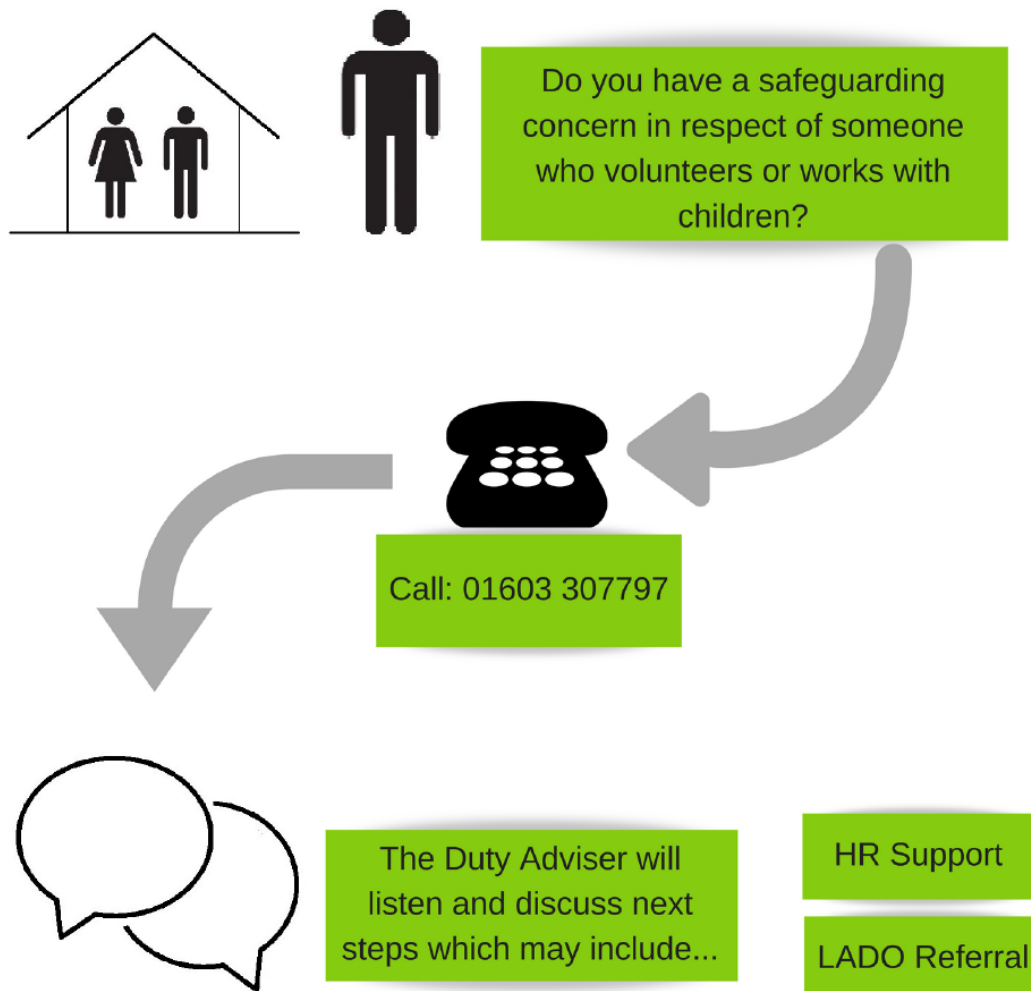 Do you have a safeguarding
concern in respect of someone
who volunteers or works with
children?
Call: 01603 307797
The Duty Adviser will
listen and discuss next
steps which may include...
HR Support
LADO Referral